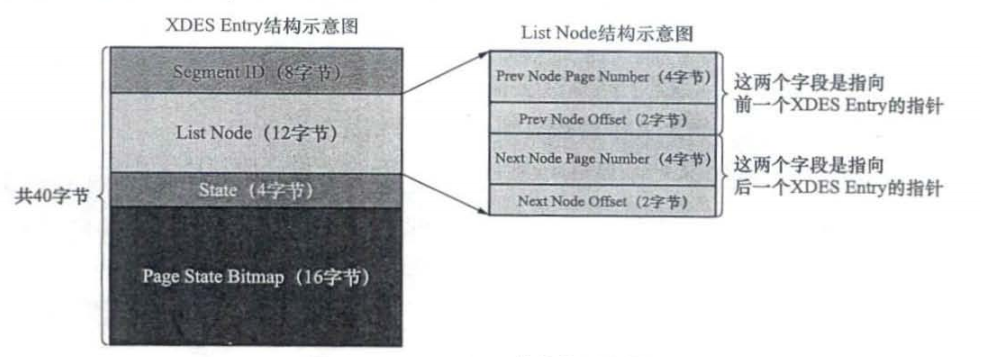 XDES Entry结构示意图
Segment ID（8字节）
List Node（12字节）
State（4字节）
Page State Bitmap（16字节）
共40字节
List Node结构示意图
Prev Node Page Number（4字节）
Prev Node Offset（2字节）
Next Node Page Number（4字节）
Next Node Offset（2字节）
这两个字段是指向
前一个XDES Entry的指针
这两个字段是指向
后一个XDES Entry的指针